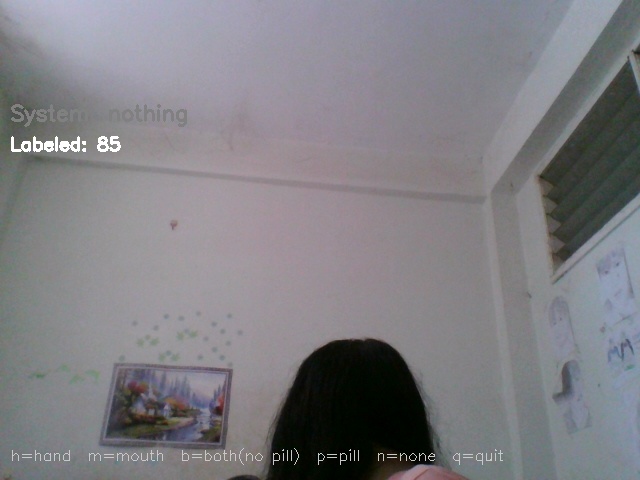 System: nothing
Labeled: 85
h=hand m=mouth b=both(no pill) p=pill n=none q=quit